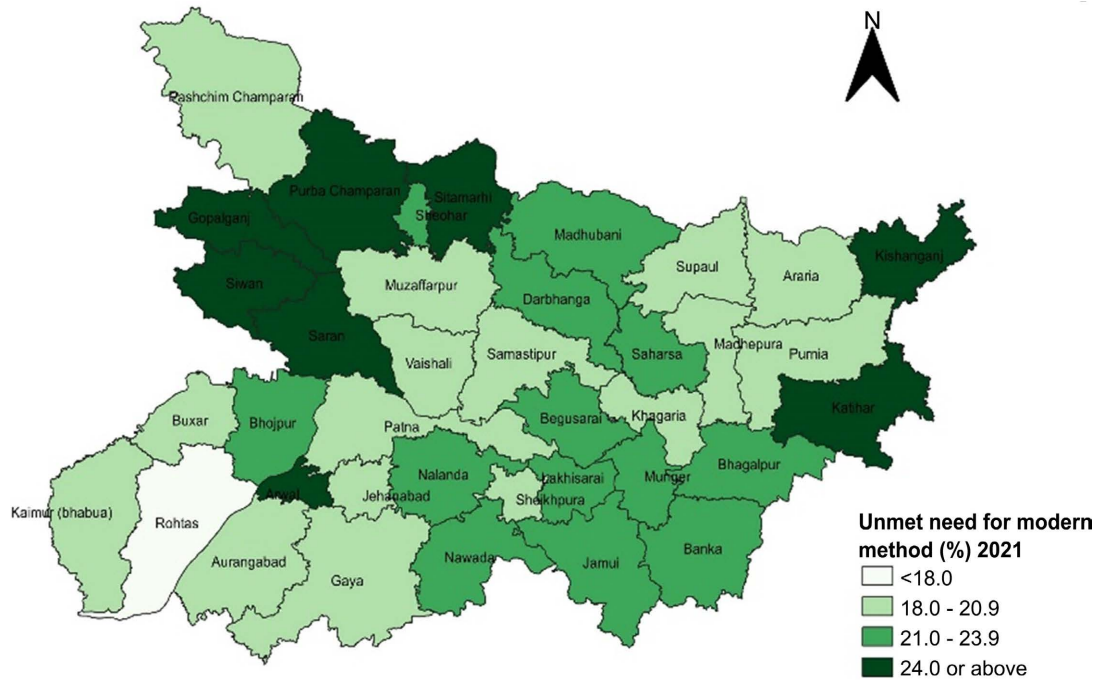 N
Pashchim Champaran
Purba Champaran
Sitamarhi
Sheohar
Gopalganj
Madhubani
Kishanganj
Supaul
Araria
Siwan
Muzaffarpur
Darbhanga
Saran
Madhepura
Purnia
Saharsa
Samastipur
Vaishali
Katihar
Khagaria
Begusarai
Buxar
Bhojpur
Patna
Bhagalpur
Nalanda
Lakhisarai
Munger
Arwal
Jehanabad
Sheikhpura
Kaimur (bhabua)
Rohtas
Aurangabad
Gaya
Nawada
Jamui
Banka
Unmet need for modern
method (%) 2021
<18.0
18.0 - 20.9
21.0 - 23.9
24.0 or above